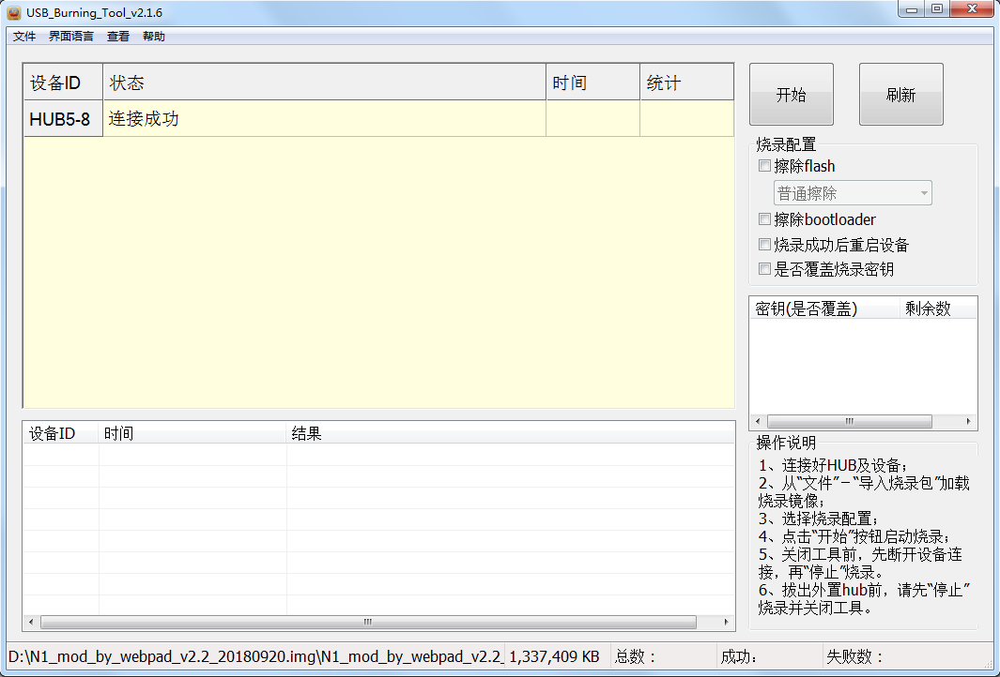 USB_Burning_Tool_v2.1.6
文件 界面语言 查看 帮助
设备ID 状态 时间 统计
HUB5-8 连接成功
开始 刷新
烧录配置
擦除flash
普通擦除
擦除bootloader
烧录成功后重启设备
是否覆盖烧录密钥
密钥(是否覆盖) 剩余数
设备ID 时间 结果
操作说明
1、连接好HUB及设备;
2、从“文件”－“导入烧录包”加载
烧录镜像;
3、选择烧录配置;
4、点击“开始”按钮启动烧录;
5、关闭工具前，先断开设备连
接，再“停止”烧录。
6、拔出外置hub前，请先“停止”
烧录并关闭工具。
D:\N1_mod_by_webpad_v2.2_20180920.img\N1_mod_by_webpad_v2.2_ 1,337,409 KB 总数： 成功: 失败数：